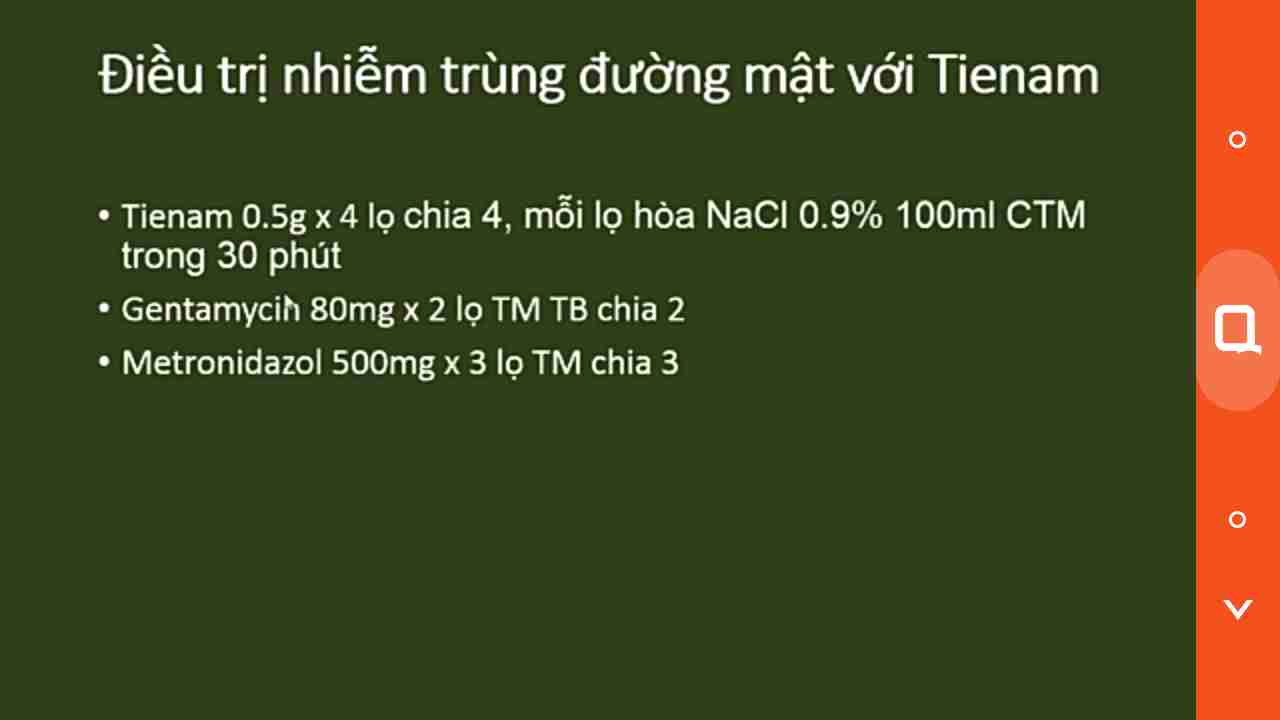 Điều trị nhiễm trùng đường mật với Tienam
• Tienam 0.5g x 4 lọ chia 4, mỗi lọ hòa NaCl 0.9% 100ml CTM
trong 30 phút
• Gentamycin 80mg x 2 lọ TM TB chia 2
• Metronidazol 500mg x 3 lọ TM chia 3